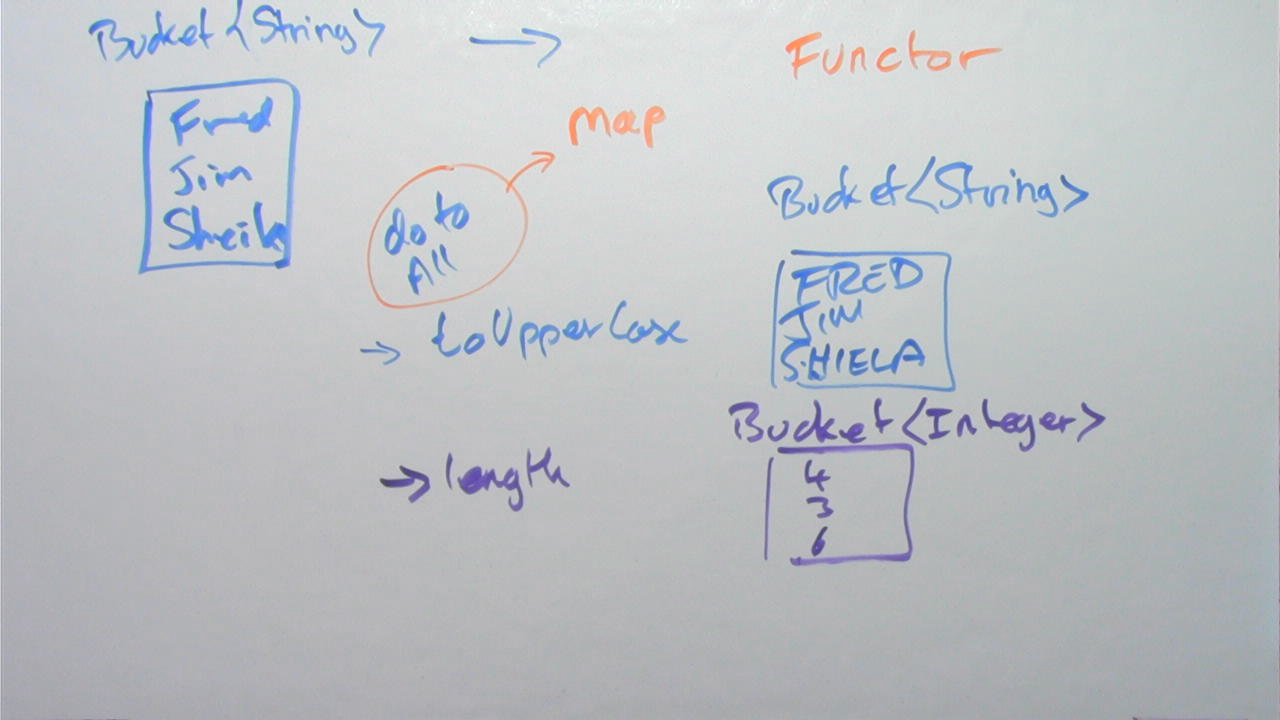 Bucket<String> →
Functor
Fred
Jim
Sheila
map
do to
All
Bucket<String>
→ toUpperCase
FRED
JIM
SHIELA
Bucket<Integer>
→ length
4
3
6